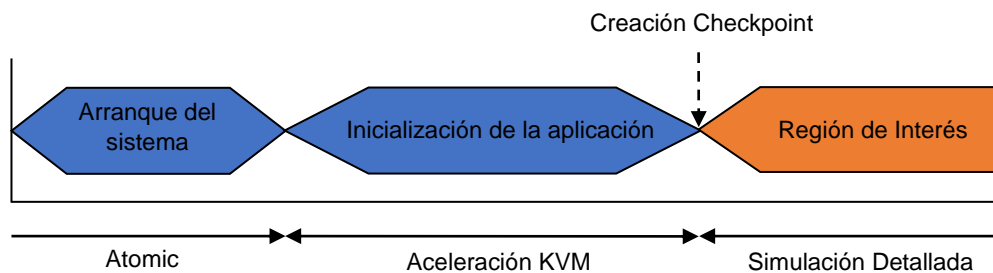 Creación Checkpoint
Arranque del
sistema
Inicialización de la aplicación
Región de Interés
Atomic
Aceleración KVM
Simulación Detallada